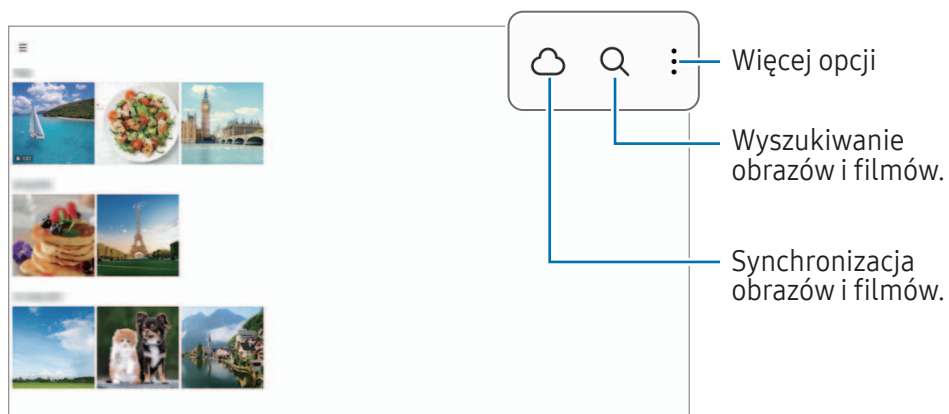 Więcej opcji
Wyszukiwanie
obrazów i filmów.
Synchronizacja
obrazów i filmów.